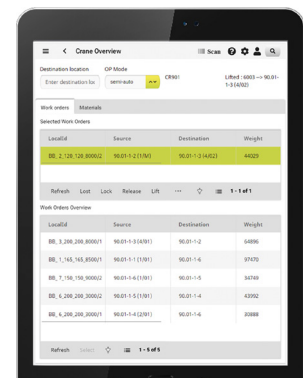 Crane Overview
Scan
Destination location
OP Mode
Enter destination ba
semi-auto
CR901
Lifted : 6003 --> 90.01-
1-3 (4/02)
Work orders Materials
Selected Work Orders
LocalId Source Destination Weight
BB_2_120_120_8000/2 90.01-1-2 (1/M) 90.01-1-3 (4/02) 44029
Refresh Lost Lock Release Lift ... 1 - 1 of 1
Work Orders Overview
LocalId Source Destination Weight
BB_3_200_200_8000/1 90.01-1-3 (4/01) 90.01-1-2 64896
BB_1_165_165_8500/1 90.01-1-1 (1/01) 90.01-1-6 97470
BB_7_150_150_9000/2 90.01-1-6 (1/01) 90.01-1-5 34749
BB_6_200_200_3000/2 90.01-1-5 (1/01) 90.01-1-4 43992
BB_6_200_200_3000/1 90.01-1-4 (2/01) 90.01-1-6 30888
Refresh Select 1 - 5 of 5